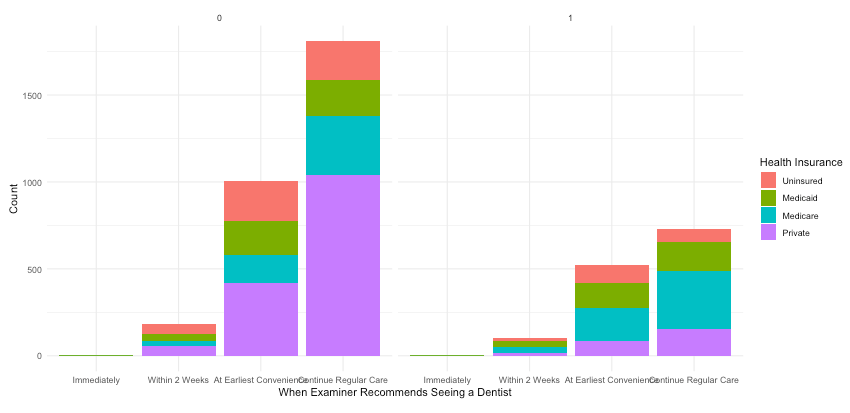 0
1
1500
1000
500
0
Count
Immediately
Within 2 Weeks
At Earliest Convenience
Continue Regular Care
Immediately
Within 2 Weeks
At Earliest Convenience
Continue Regular Care
When Examiner Recommends Seeing a Dentist
Health Insurance
Uninsured
Medicaid
Medicare
Private